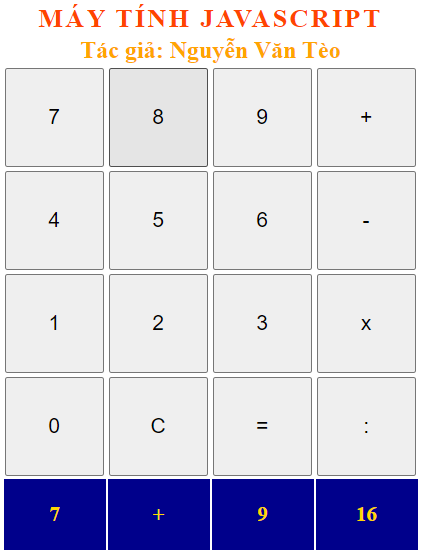 MÁY TÍNH JAVASCRIPT
Tác giả: Nguyễn Văn Tèo
7 8 9 +
4 5 6 -
1 2 3 x
0 C = :
7 + 9 16